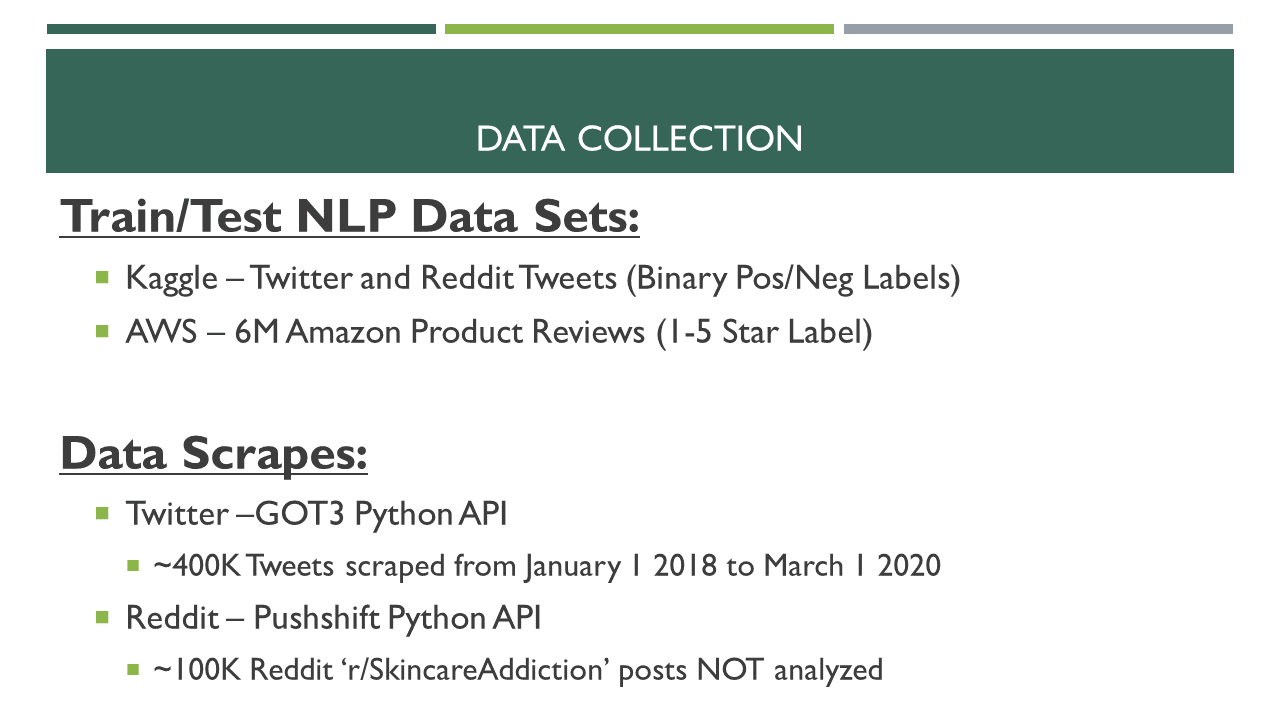 DATA COLLECTION
Train/Test NLP Data Sets:
Kaggle – Twitter and Reddit Tweets (Binary Pos/Neg Labels)
AWS – 6M Amazon Product Reviews (1-5 Star Label)
Data Scrapes:
Twitter –GOT3 Python API
~400K Tweets scraped from January 1 2018 to March 1 2020
Reddit – Pushshift Python API
~100K Reddit ‘r/SkincareAddiction’ posts NOT analyzed